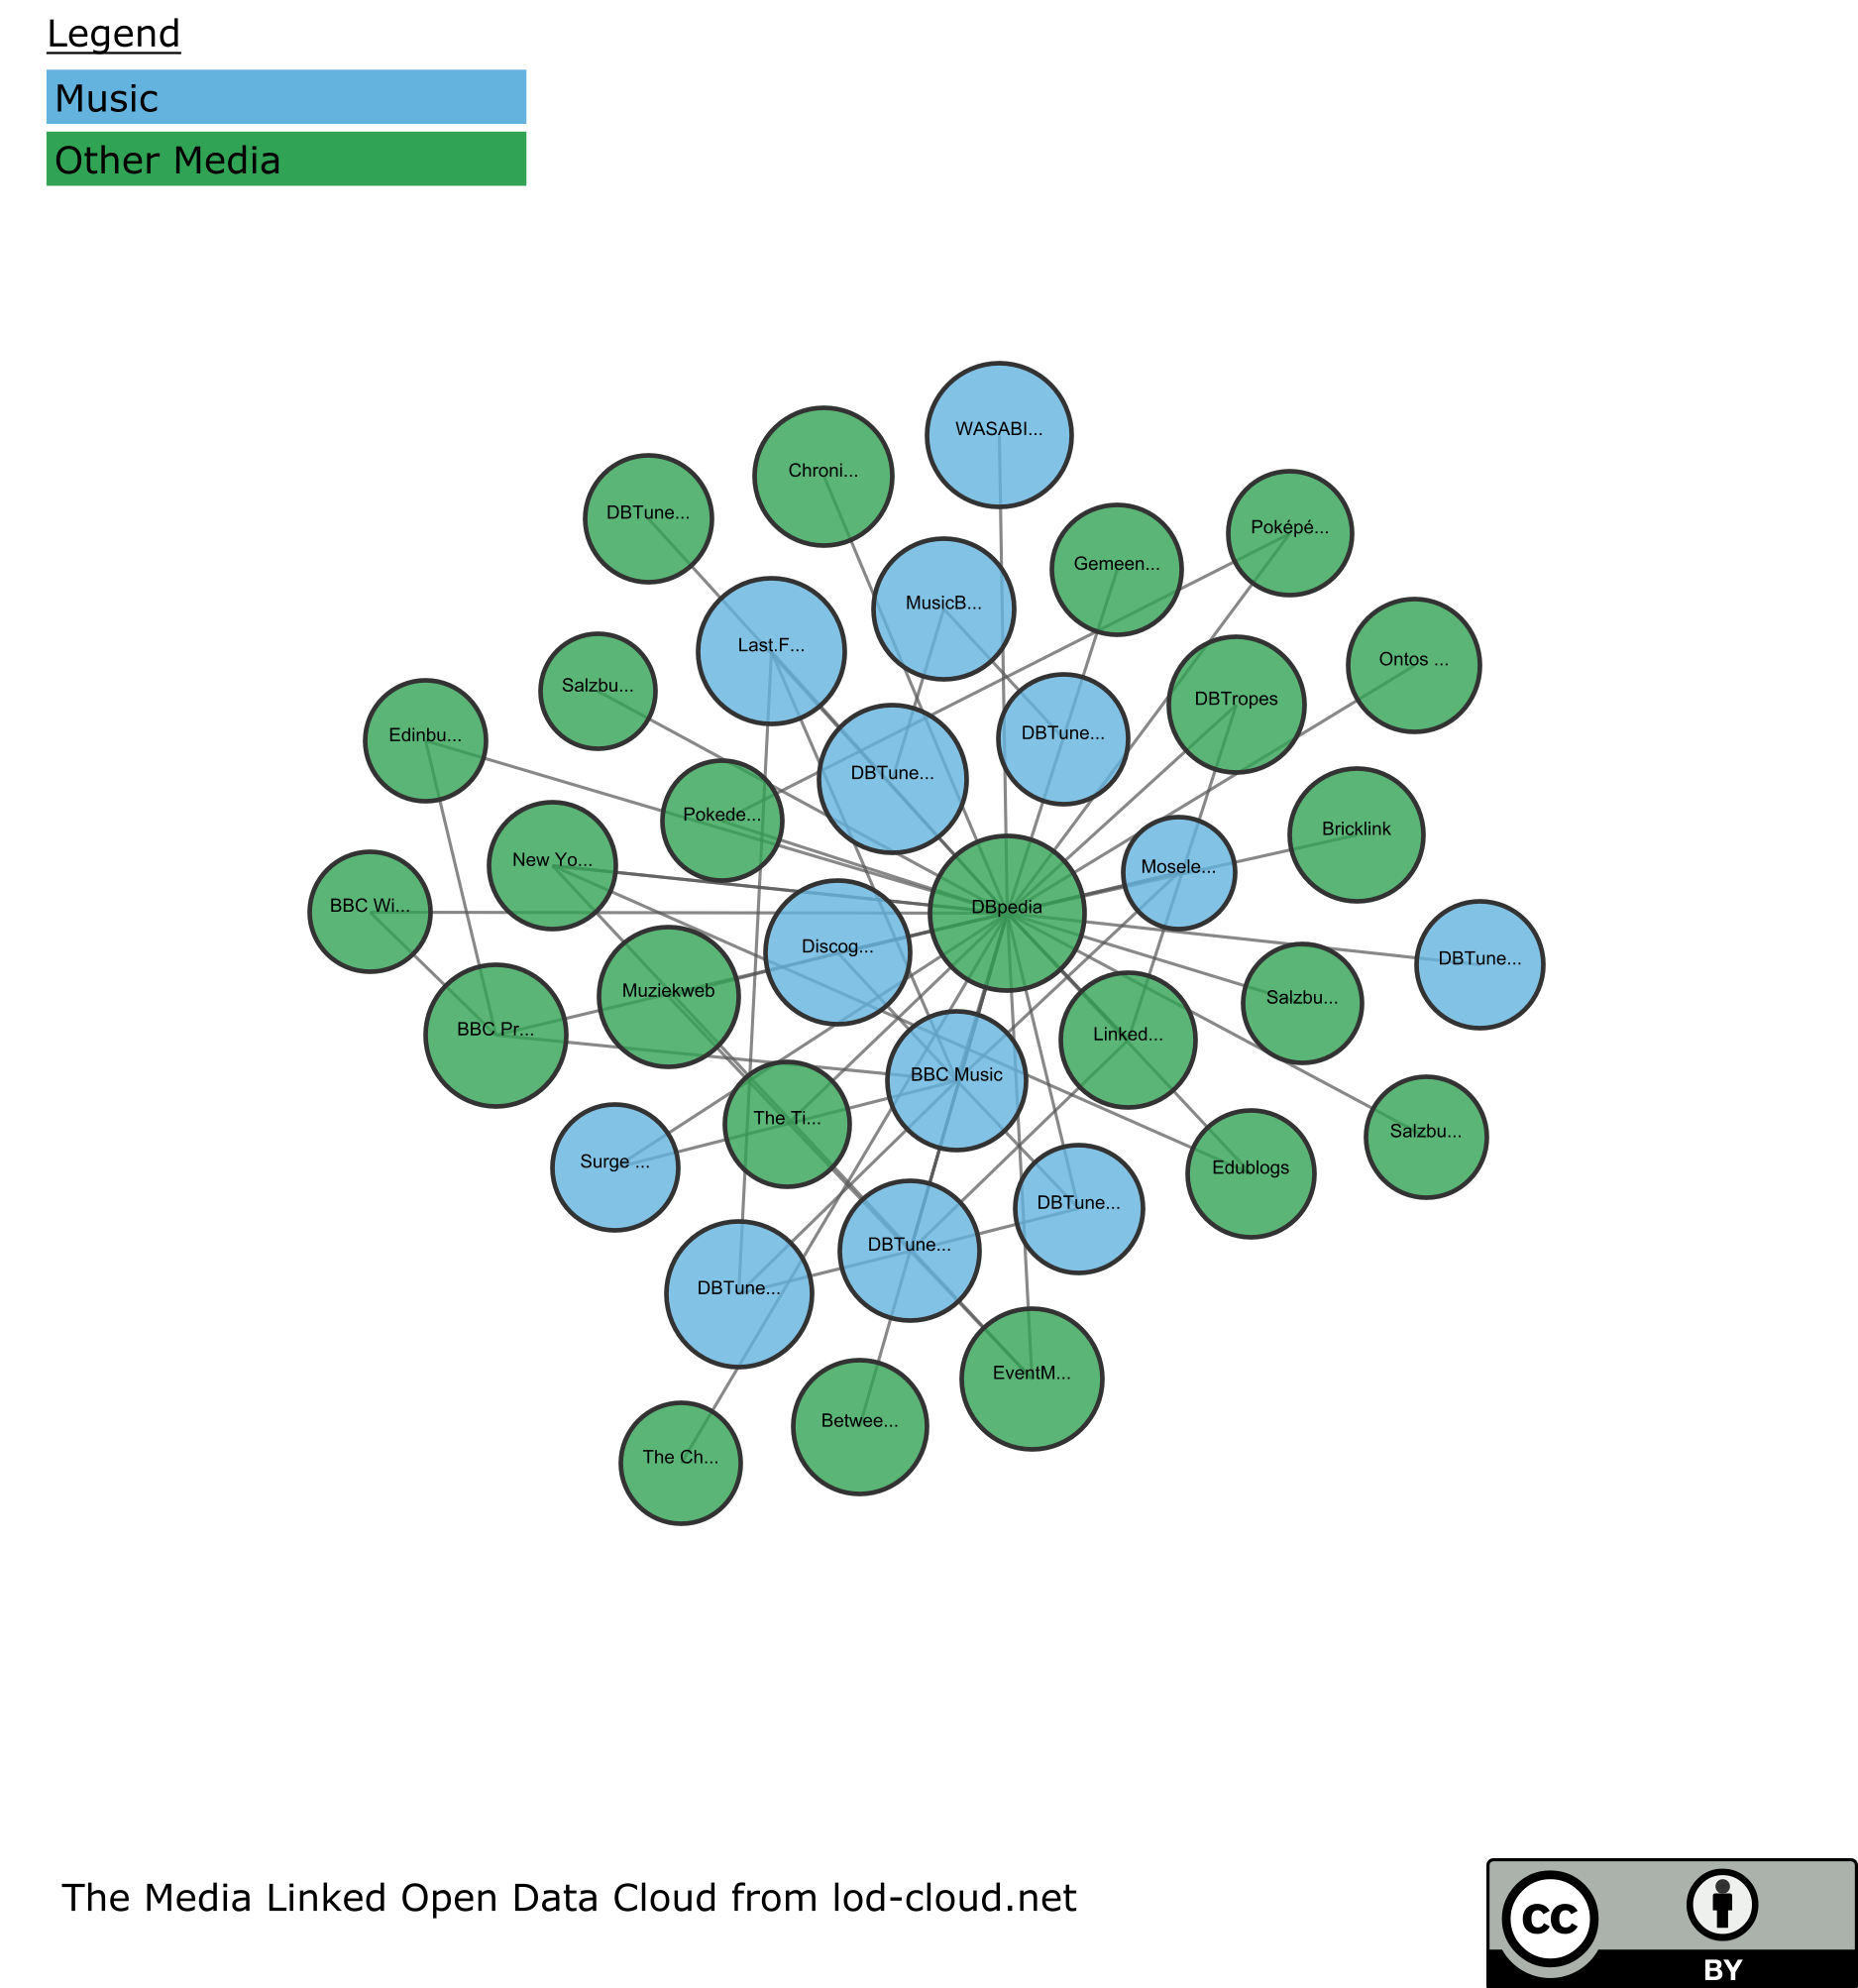 Legend
Music
Other Media
WASABI...
Chroni...
DBTune...
Poképé...
Gemeen...
MusicB...
Last.F...
Ontos ...
Salzbu...
DBTropes
Edinbu...
DBTune...
DBTune...
Pokede...
Bricklink
New Yo...
Mosele...
BBC Wi...
DBpedia
Discog...
DBTune...
Muziekweb
Salzbu...
BBC Pr...
Linked...
BBC Music
The Ti...
Salzbu...
Surge ...
Edublogs
DBTune...
DBTune...
DBTune...
EventM...
Betwee...
The Ch...
The Media Linked Open Data Cloud from lod-cloud.net
cc
BY